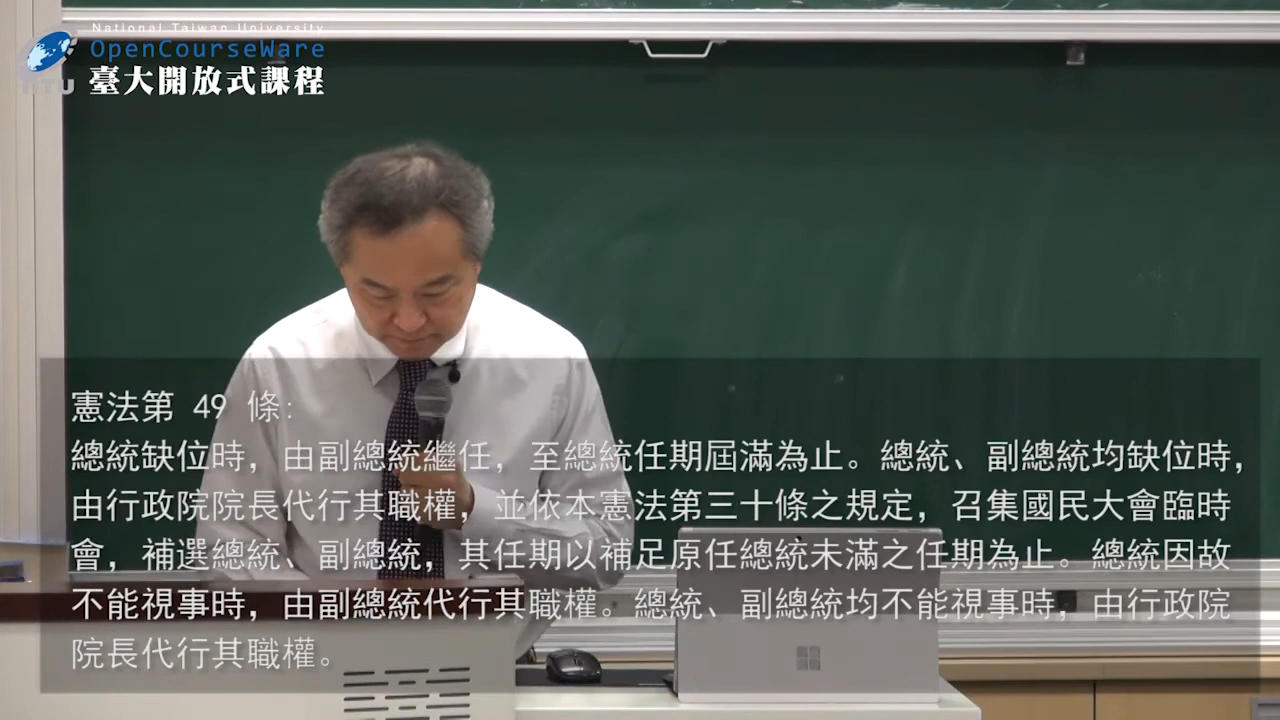 National Taiwan University
OpenCourseWare
臺大開放式課程
NTU
憲法第 49 條:
總統缺位時，由副總統繼任，至總統任期屆滿為止。總統、副總統均缺位時，
由行政院院長代行其職權，並依本憲法第三十條之規定，召集國民大會臨時
會，補選總統、副總統，其任期以補足原任總統未滿之任期為止。總統因故
不能視事時，由副總統代行其職權。總統、副總統均不能視事時，由行政院
院長代行其職權。